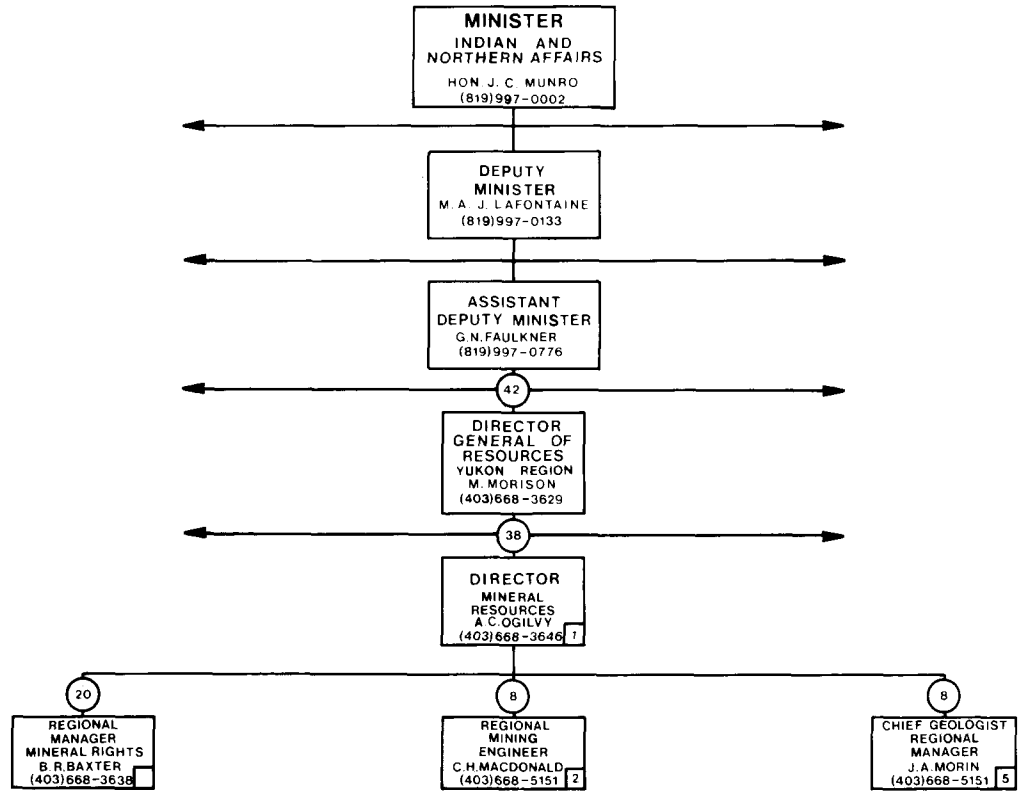 MINISTER
INDIAN AND
NORTHERN AFFAIRS
HON. J. C. MUNRO
(819)997-0002
DEPUTY
MINISTER
M. A. J. LAFONTAINE
(819)997-0133
ASSISTANT
DEPUTY MINISTER
G.N. FAULKNER
(819)997-0776
42
DIRECTOR
GENERAL OF
RESOURCES
YUKON REGION
M. MORISON
(403)668-3629
38
DIRECTOR
MINERAL
RESOURCES
A.C.OGILVY
(403)668-3646 1
20
REGIONAL
MANAGER
MINERAL RIGHTS
B.R.BAXTER
(403)668-3638
8
REGIONAL
MINING
ENGINEER
C.H.MACDONALD
(403)668-5151 2
8
CHIEF GEOLOGIST
REGIONAL
MANAGER
J.A.MORIN
(403)668-5151 5